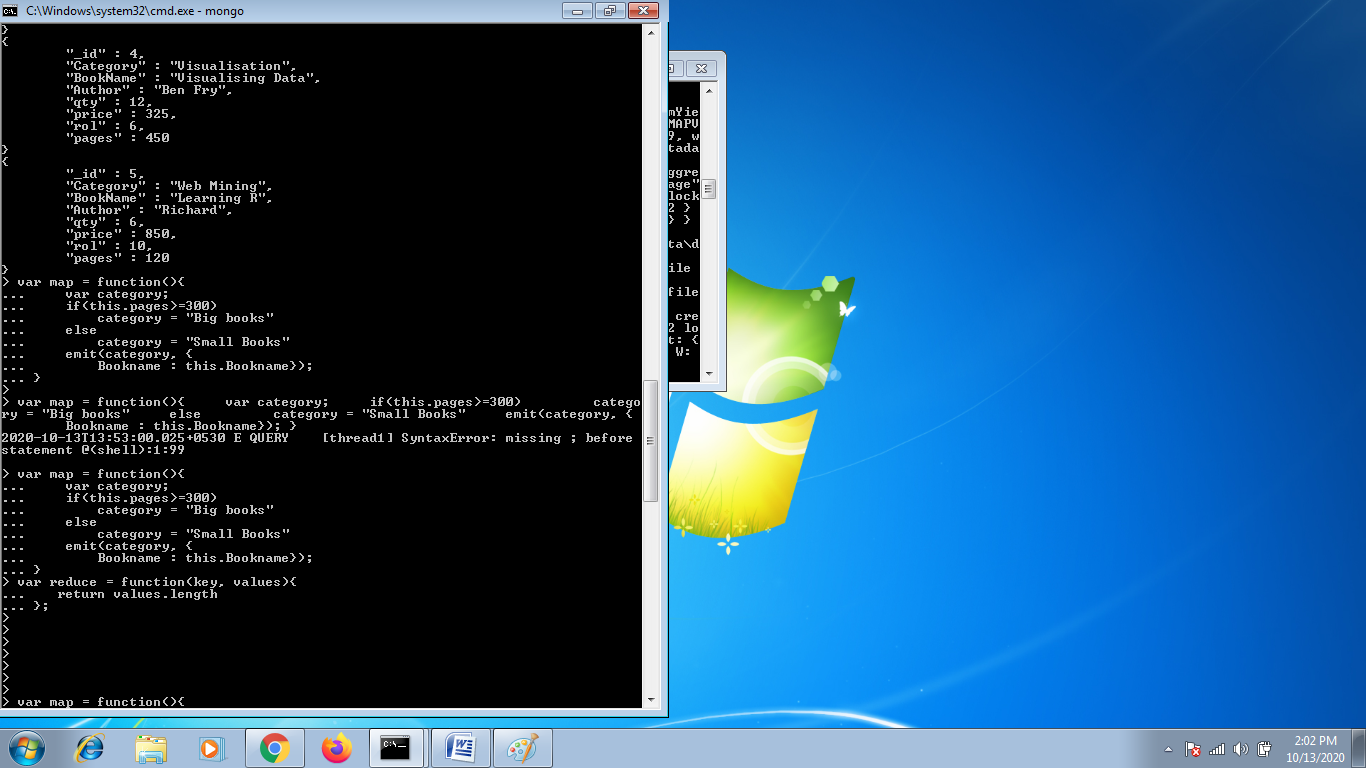 C:\Windows\system32\cmd.exe - mongo
}
{
        "_id" : 4,
        "Category" : "Visualisation",
        "BookName" : "Visualising Data",
        "Author" : "Ben Fry",
        "qty" : 12,
        "price" : 325,
        "rol" : 6,
        "pages" : 450
}
{
        "_id" : 5,
        "Category" : "Web Mining",
        "BookName" : "Learning R",
        "Author" : "Richard",
        "qty" : 6,
        "price" : 850,
        "rol" : 10,
        "pages" : 120
}
> var map = function(){
...     var category;
...     if(this.pages>=300)
...         category = "Big books"
...     else
...         category = "Small Books"
...     emit(category, {
...         Bookname : this.Bookname});
... }
>
> var map = function(){     var category;     if(this.pages>=300)         catego
ry = "Big books"     else         category = "Small Books"     emit(category, {
        Bookname : this.Bookname}); }
2020-10-13T13:53:00.025+0530 E QUERY    [thread1] SyntaxError: missing ; before
statement @(shell):1:99

> var map = function(){
...     var category;
...     if(this.pages>=300)
...         category = "Big books"
...     else
...         category = "Small Books"
...     emit(category, {
...         Bookname : this.Bookname});
... }
> var reduce = function(key, values){
...    return values.length
... };
>
>
>
>
>
>
>
> var map = function(){
mYie
MAPV
9, w
tada
ggre
age"
lock
2 }
} }
ta\d
ile
file
cre
2 lo
t: {
W:
2:02 PM
10/13/2020